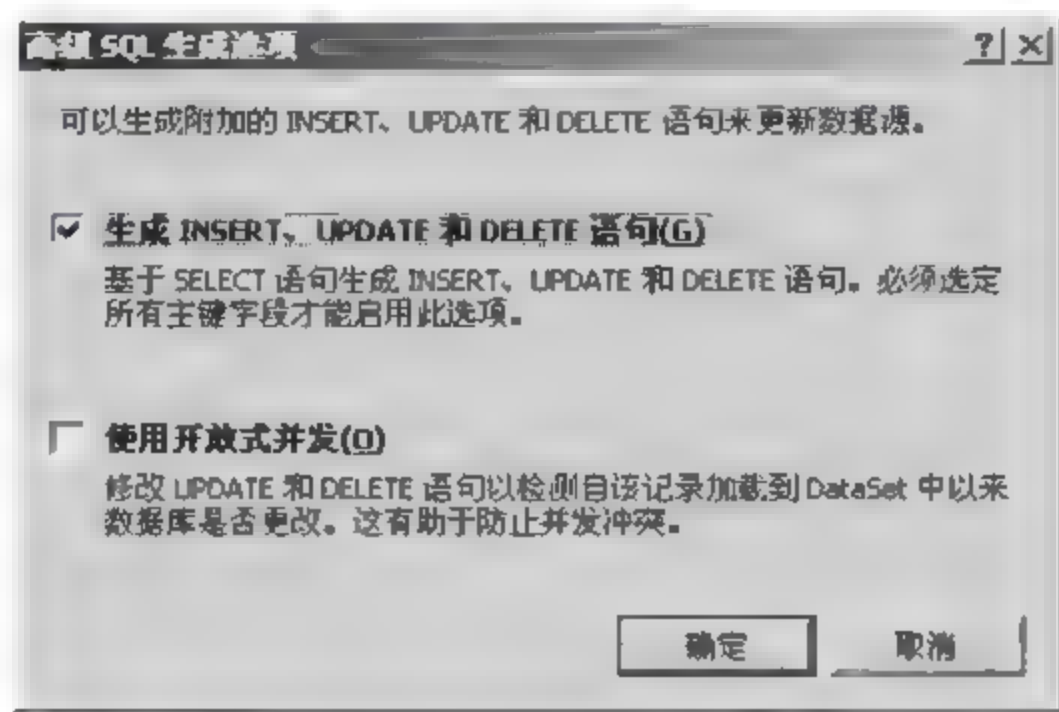 高级 SQL 生成选项
可以生成附加的 INSERT、UPDATE 和 DELETE 语句来更新数据源。
生成 INSERT、UPDATE 和 DELETE 语句(G)
基于 SELECT 语句生成 INSERT、UPDATE 和 DELETE 语句。必须选定
所有主键字段才能启用此选项。
使用开放式并发(O)
修改 UPDATE 和 DELETE 语句以检测自该记录加载到 DataSet 中以来
数据库是否更改。这有助于防止并发冲突。
确定 取消